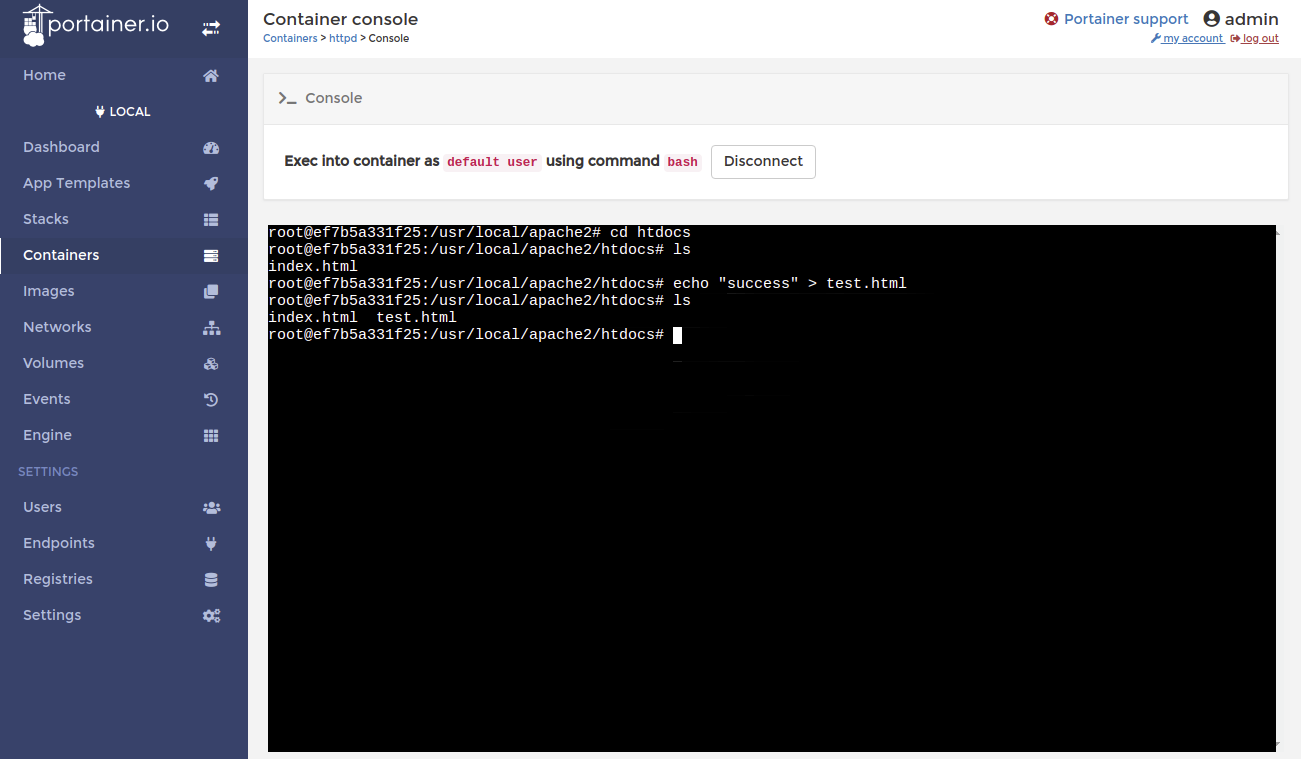 portainer.io
Home
LOCAL
Dashboard
App Templates
Stacks
Containers
Images
Networks
Volumes
Events
Engine
SETTINGS
Users
Endpoints
Registries
Settings
Container console
Containers > httpd > Console
Portainer support admin
my account log out
>_ Console
Exec into container as default user using command bash Disconnect
root@ef7b5a331f25:/usr/local/apache2# cd htdocs
root@ef7b5a331f25:/usr/local/apache2/htdocs# ls
index.html
root@ef7b5a331f25:/usr/local/apache2/htdocs# echo "success" > test.html
root@ef7b5a331f25:/usr/local/apache2/htdocs# ls
index.html  test.html
root@ef7b5a331f25:/usr/local/apache2/htdocs#